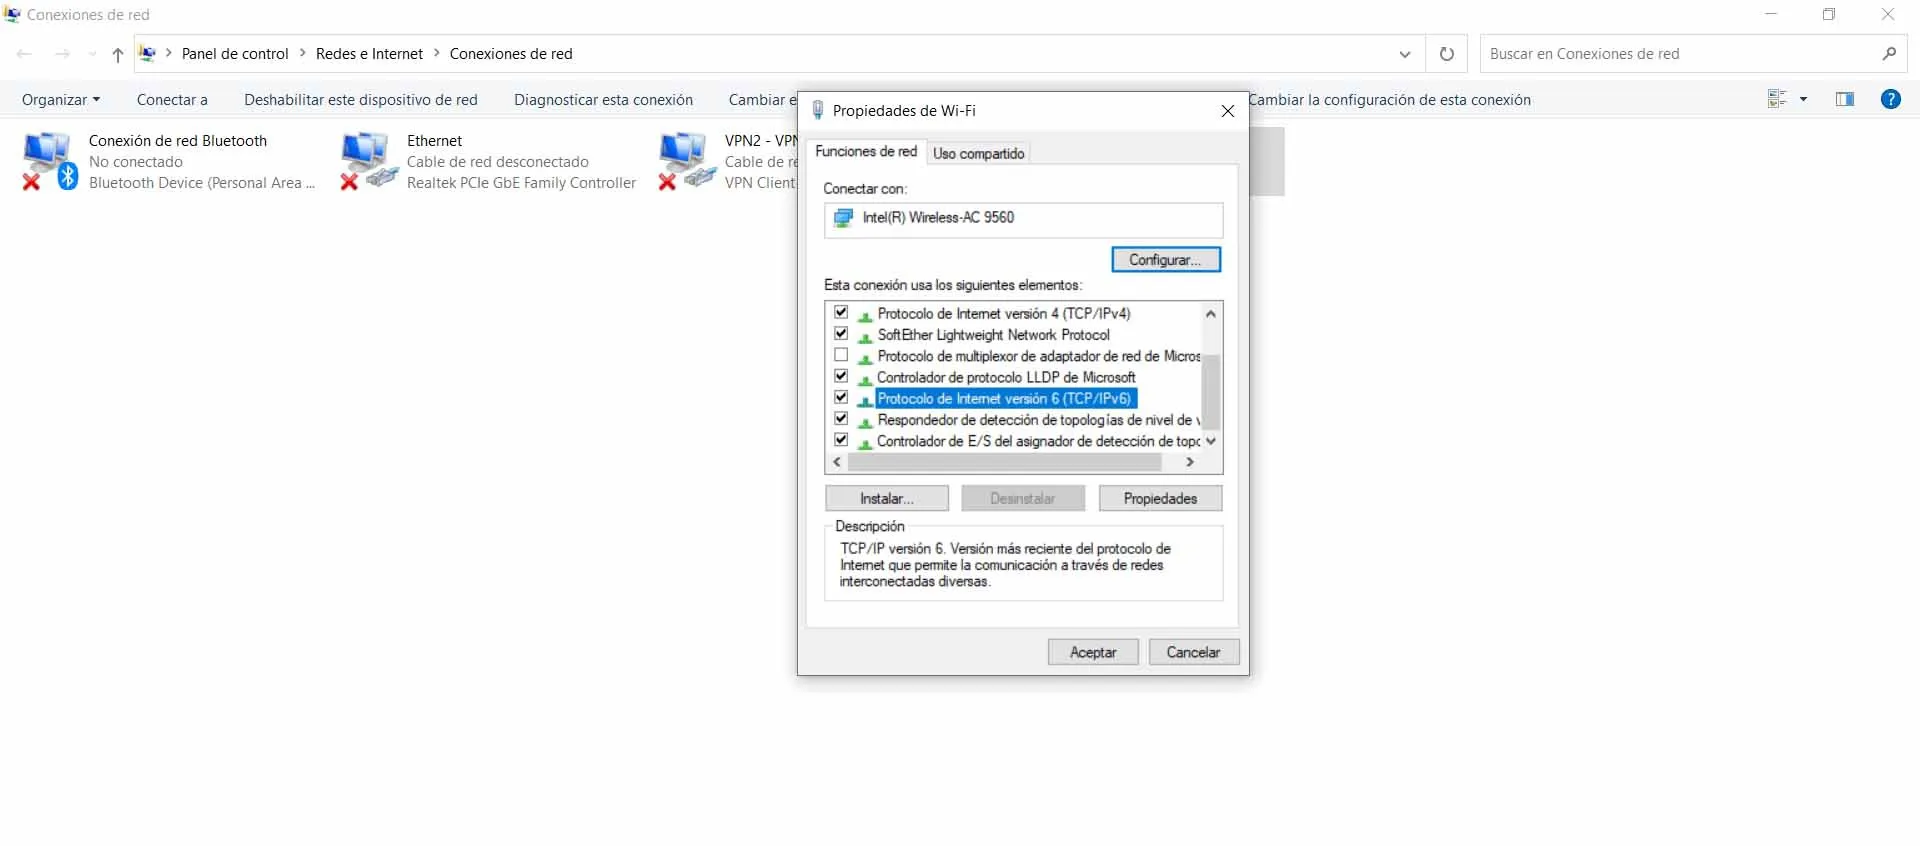 Conexiones de red
Panel de control > Redes e Internet > Conexiones de red
Buscar en Conexiones de red
Organizar
Conectar a
Deshabilitar este dispositivo de red
Diagnosticar esta conexión
Cambiar e
Cambiar la configuración de esta conexión
Conexión de red Bluetooth
No conectado
Bluetooth Device (Personal Area ...
Ethernet
Cable de red desconectado
Realtek PCIe GbE Family Controller
VPN2 - VPN
Cable de re
VPN Client
Propiedades de Wi-Fi
Funciones de red
Uso compartido
Conectar con:
Intel(R) Wireless-AC 9560
Configurar...
Esta conexión usa los siguientes elementos:
Protocolo de Internet versión 4 (TCP/IPv4)
SoftEther Lightweight Network Protocol
Protocolo de multiplexor de adaptador de red de Micros
Controlador de protocolo LLDP de Microsoft
Protocolo de Internet versión 6 (TCP/IPv6)
Respondedor de detección de topologías de nivel de v
Controlador de E/S del asignador de detección de topo
Instalar...
Desinstalar
Propiedades
Descripción
TCP/IP versión 6. Versión más reciente del protocolo de
Internet que permite la comunicación a través de redes
interconectadas diversas.
Aceptar
Cancelar